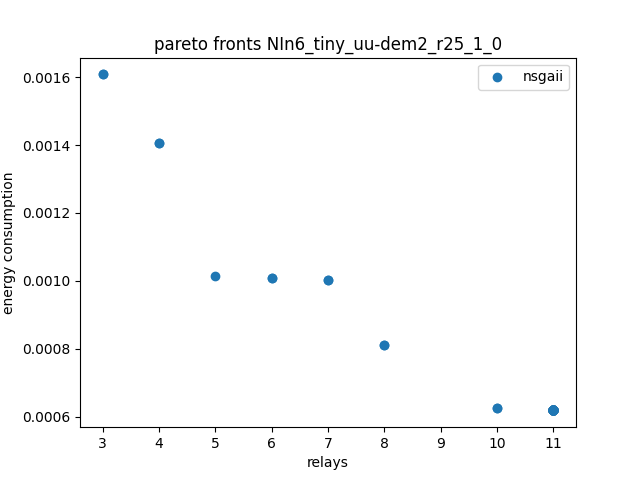 pareto fronts NIn6_tiny_uu-dem2_r25_1_0
nsgaii
energy consumption
0.0016
0.0014
0.0012
0.0010
0.0008
0.0006
3 4 5 6 7 8 9 10 11
relays